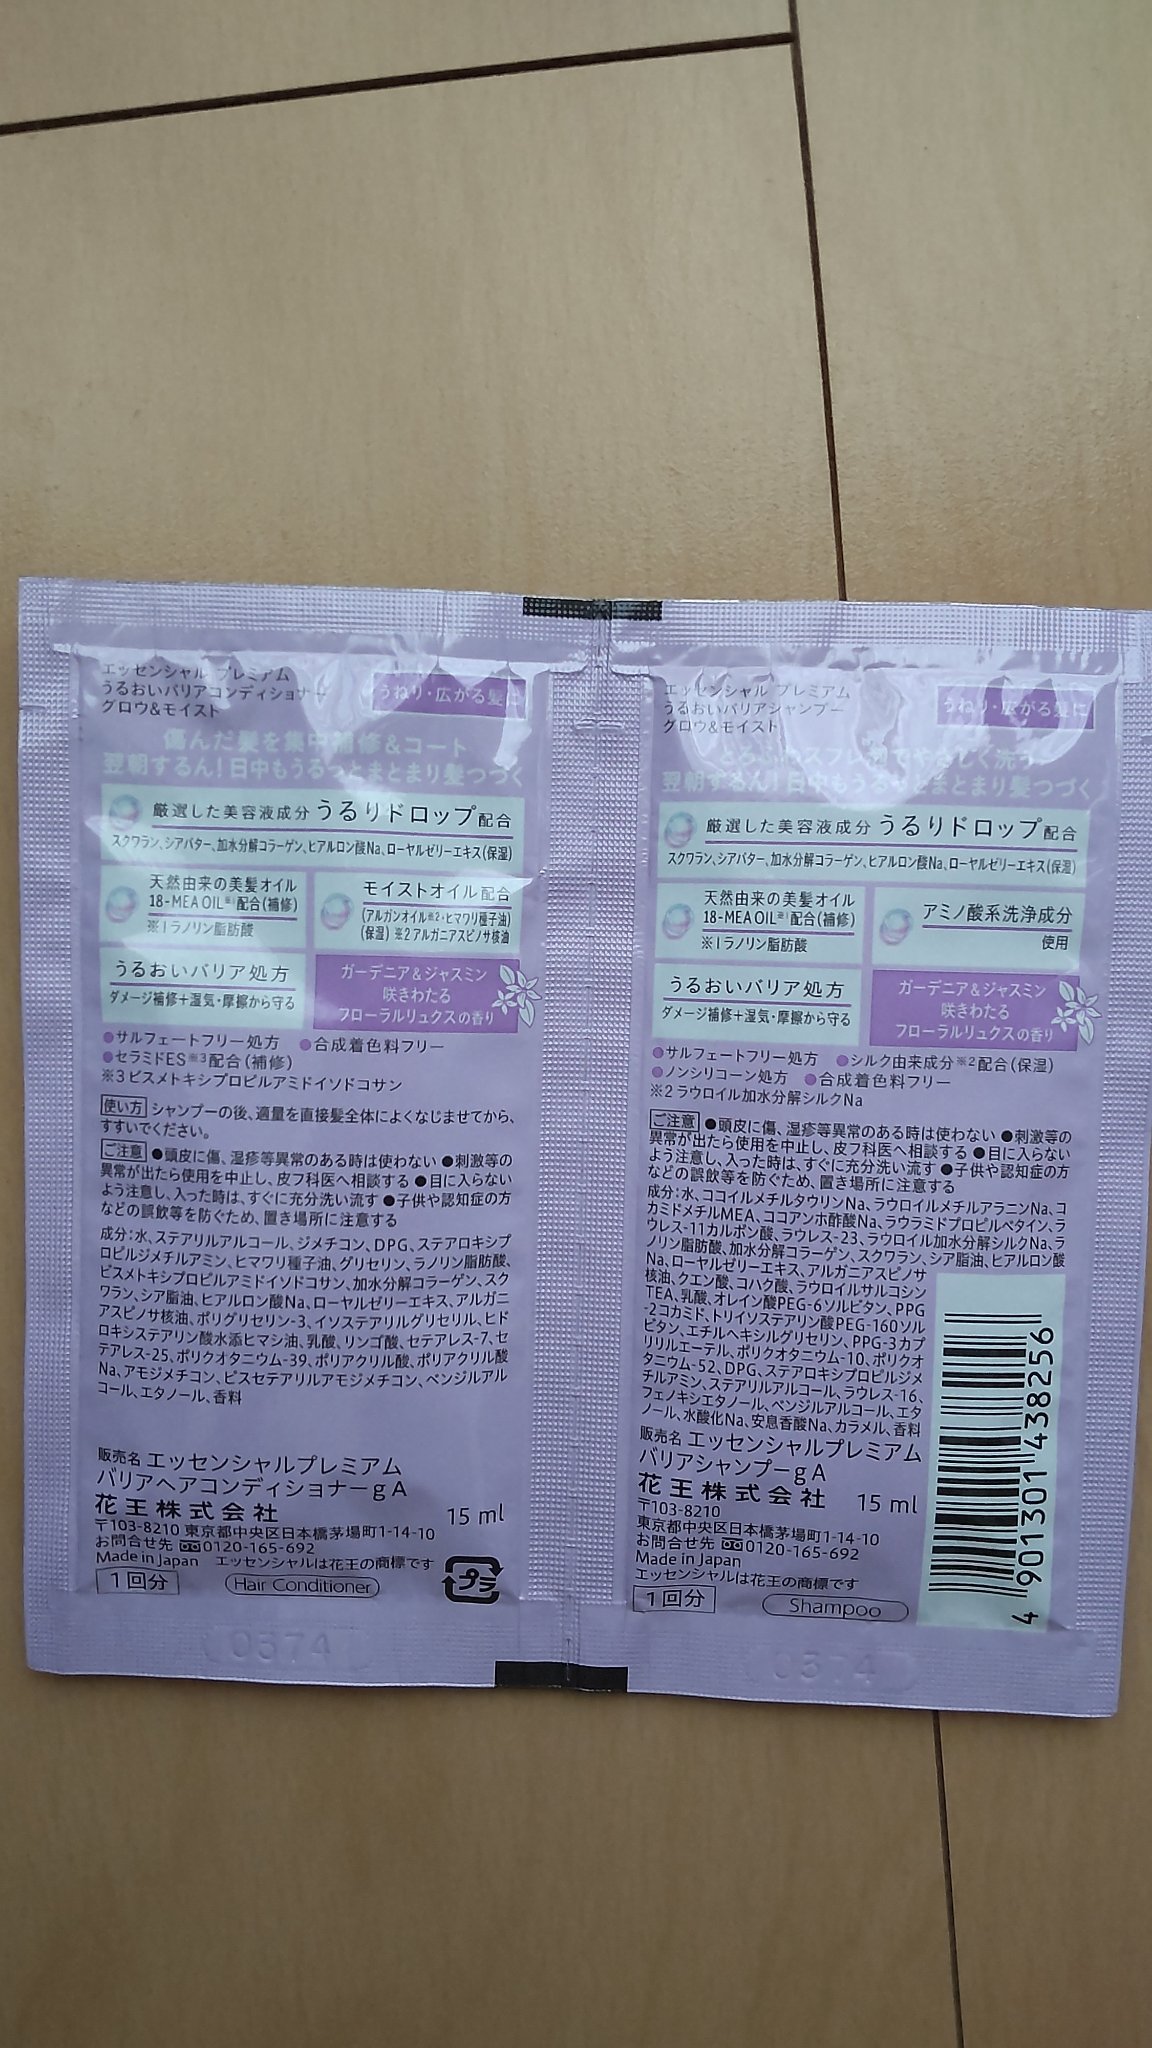 エッセンシャル プレミアム
うるおいバリアコンディショナー
グロウ&モイスト
うねり・広がる髪に
傷んだ髪を集中補修&コート
翌朝するん!日中もうるっとまとまり髪つづく
厳選した美容液成分 うるりドロップ配合
スクワラン、シアバター、加水分解コラーゲン、ヒアルロン酸Na、ローヤルゼリーエキス(保湿)
天然由来の美髪オイル
18-MEA OIL※1配合(補修)
※1ラノリン脂肪酸
モイストオイル配合
(アルガンオイル※2・ヒマワリ種子油)
(保湿) ※2 アルガニアスピノサ核油
うるおいバリア処方
ダメージ補修+湿気・摩擦から守る
ガーデニア&ジャスミン
咲きわたる
フローラルリュクスの香り
●サルフェートフリー処方 ●合成着色料フリー
●セラミドES※3配合(補修)
※3 ビスメトキシプロピルアミドイソドコサン
使い方 シャンプーの後、適量を直接髪全体によくなじませてから、
すすいでください。
ご注意 ●頭皮に傷、湿疹等異常のある時は使わない ●刺激等の
異常が出たら使用を中止し、皮フ科医へ相談する ●目に入らない
よう注意し、入った時は、すぐに充分洗い流す ●子供や認知症の方
などの誤飲等を防ぐため、置き場所に注意する
成分:水、ステアリルアルコール、ジメチコン、DPG、ステアロキシプ
ロピルジメチルアミン、ヒマワリ種子油、グリセリン、ラノリン脂肪酸、
ビスメトキシプロピルアミドイソドコサン、加水分解コラーゲン、スク
ワラン、シア脂油、ヒアルロン酸Na、ローヤルゼリーエキス、アルガニ
アスピノサ核油、ポリグリセリン-3、イソステアリルグリセリル、ヒド
ロキシステアリン酸水添ヒマシ油、乳酸、リンゴ酸、セテアレス-7、セ
テアレス-25、ポリクオタニウム-39、ポリアクリル酸、ポリアクリル酸
Na、アモジメチコン、ビスセテアリルアモジメチコン、ベンジルアル
コール、エタノール、香料
販売名 エッセンシャルプレミアム
バリアヘアコンディショナーg A
花王株式会社 15 ml
〒103-8210 東京都中央区日本橋茅場町1-14-10
お問合せ先 0120-165-692
Made in Japan エッセンシャルは花王の商標です
1回分 Hair Conditioner プラ
0374
エッセンシャル プレミアム
うるおいバリアシャンプー
グロウ&モイスト
うねり・広がる髪に
とろふわスフレ泡でやさしく洗う
翌朝するん!日中もうるっとまとまり髪つづく
厳選した美容液成分 うるりドロップ配合
スクワラン、シアバター、加水分解コラーゲン、ヒアルロン酸Na、ローヤルゼリーエキス(保湿)
天然由来の美髪オイル
18-MEA OIL※1配合(補修)
※1ラノリン脂肪酸
アミノ酸系洗浄成分
使用
うるおいバリア処方
ダメージ補修+湿気・摩擦から守る
ガーデニア&ジャスミン
咲きわたる
フローラルリュクスの香り
●サルフェートフリー処方 ●シルク由来成分※2配合(保湿)
●ノンシリコーン処方 ●合成着色料フリー
※2 ラウロイル加水分解シルクNa
ご注意 ●頭皮に傷、湿疹等異常のある時は使わない ●刺激等の
異常が出たら使用を中止し、皮フ科医へ相談する ●目に入らない
よう注意し、入った時は、すぐに充分洗い流す ●子供や認知症の方
などの誤飲等を防ぐため、置き場所に注意する
成分:水、ココイルメチルタウリンNa、ラウロイルメチルアラニンNa、コ
カミドメチルMEA、ココアンホ酢酸Na、ラウラミドプロピルベタイン、ラ
ウレス-11カルボン酸、ラウレス-23、ラウロイル加水分解シルクNa、ラ
ノリン脂肪酸、加水分解コラーゲン、スクワラン、シア脂油、ヒアルロン酸
Na、ローヤルゼリーエキス、アルガニアスピノサ
核油、クエン酸、コハク酸、ラウロイルサルコシン
TEA、乳酸、オレイン酸PEG-6ソルビタン、PPG
-2コカミド、トリイソステアリン酸PEG-160ソル
ビタン、エチルヘキシルグリセリン、PPG-3カプ
リリルエーテル、ポリクオタニウム-10、ポリクオ
タニウム-52、DPG、ステアロキシプロピルジメ
チルアミン、ステアリルアルコール、ラウレス-16、
フェノキシエタノール、ベンジルアルコール、エタ
ノール、水酸化Na、安息香酸Na、カラメル、香料
販売名 エッセンシャルプレミアム
バリアシャンプーg A
花王株式会社 15 ml
〒103-8210
東京都中央区日本橋茅場町1-14-10
お問合せ先 0120-165-692
Made in Japan
エッセンシャルは花王の商標です
1回分 Shampoo
4 901301 438256
0374